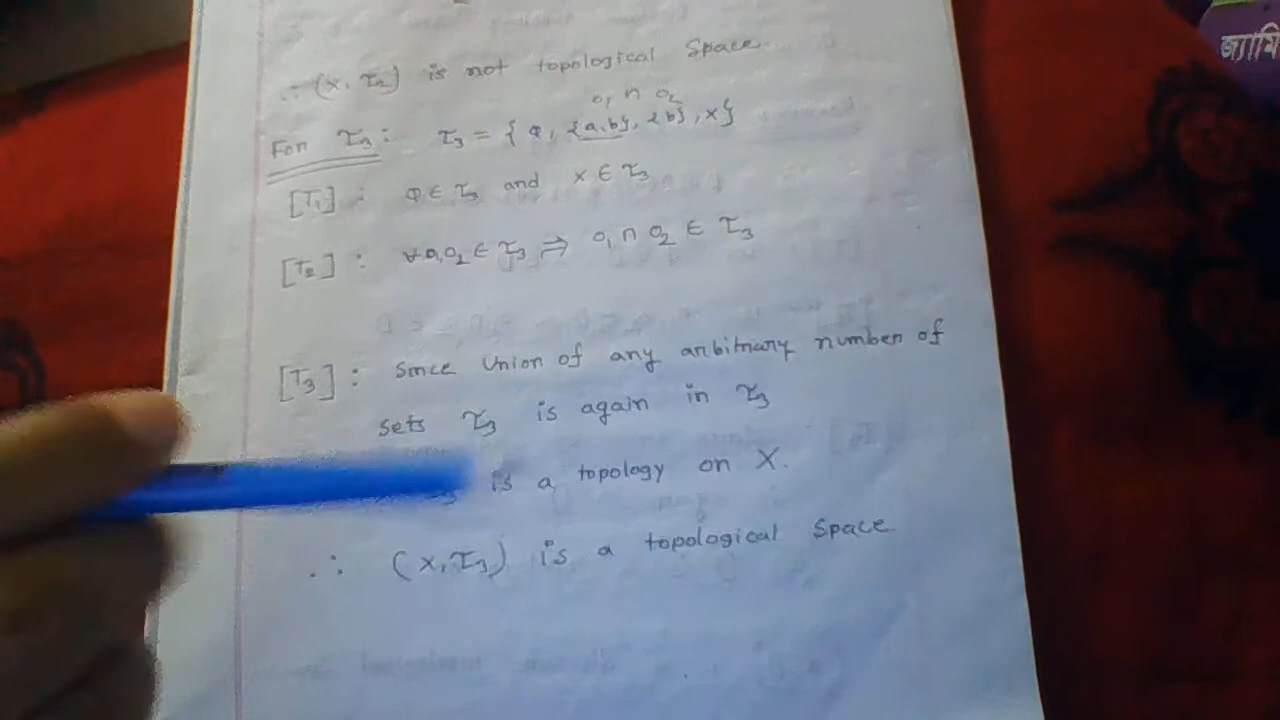 ∴ (X, τ₂) is not topological Space.
O₁ ∩ O₂
For τ₃ : τ₃ = { φ, {a,b}, {b}, X }
[T₁] : φ ∈ τ₃ and X ∈ τ₃
[T₂] : ∀ O₁,O₂ ∈ τ₃ ⇒ O₁ ∩ O₂ ∈ τ₃
[T₃] : Since Union of any arbitrary number of
sets τ₃ is again in τ₃
is a topology on X.
∴ (X, τ₃) is a topological Space.